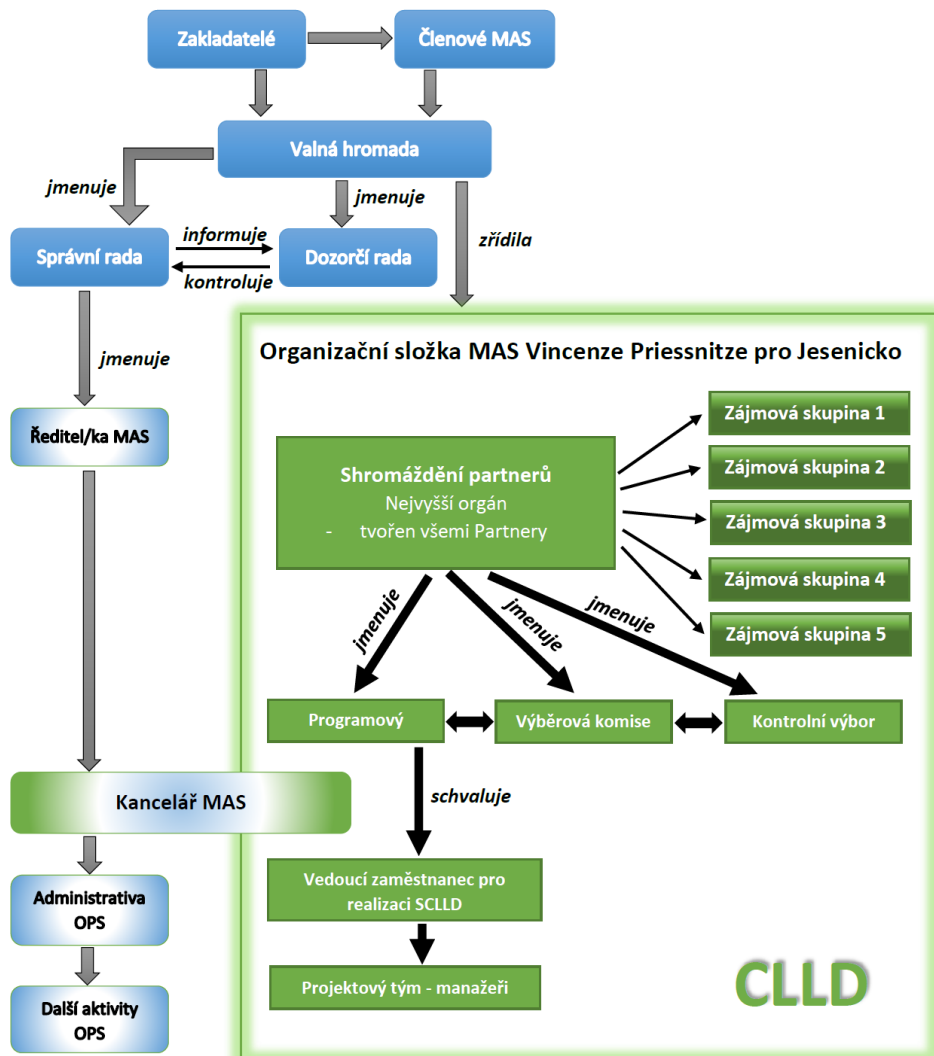 Zakladatelé
Členové MAS
Valná hromada
jmenuje
jmenuje
zřídila
Správní rada
informuje
kontroluje
Dozorčí rada
jmenuje
Organizační složka MAS Vincenze Priessnitze pro Jesenicko
Ředitel/ka MAS
Shromáždění partnerů
Nejvyšší orgán
- tvořen všemi Partnery
Zájmová skupina 1
Zájmová skupina 2
Zájmová skupina 3
Zájmová skupina 4
Zájmová skupina 5
jmenuje
jmenuje
jmenuje
Programový
Výběrová komise
Kontrolní výbor
Kancelář MAS
schvaluje
Administrativa
OPS
Vedoucí zaměstnanec pro
realizaci SCLLD
Další aktivity
OPS
Projektový tým - manažeři
CLLD